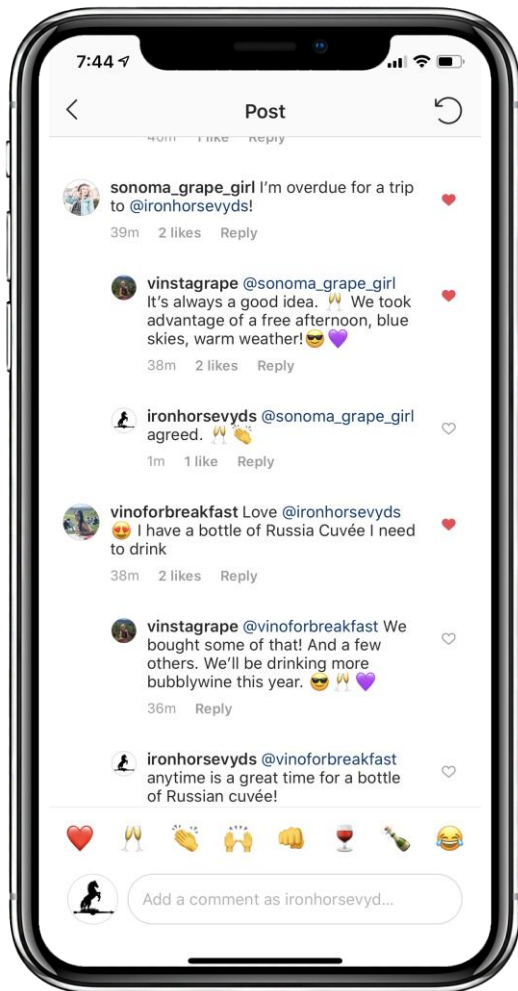 7:44
Post
40m 1 like Reply
sonoma_grape_girl I'm overdue for a trip
to @ironhorsevyds!
39m 2 likes Reply
vinstagrape @sonoma_grape_girl
It's always a good idea. 🥂 We took
advantage of a free afternoon, blue
skies, warm weather!😎💜
38m 2 likes Reply
ironhorsevyds @sonoma_grape_girl
agreed. 🥂👏
1m 1 like Reply
vinoforbreakfast Love @ironhorsevyds
😍 I have a bottle of Russia Cuvée I need
to drink
38m 2 likes Reply
vinstagrape @vinoforbreakfast We
bought some of that! And a few
others. We'll be drinking more
bubblywine this year. 😎🥂💜
36m Reply
ironhorsevyds @vinoforbreakfast
anytime is a great time for a bottle
of Russian cuvée!
❤️🥂👏🙌👊🍷🍾😂
Add a comment as ironhorsevyd...